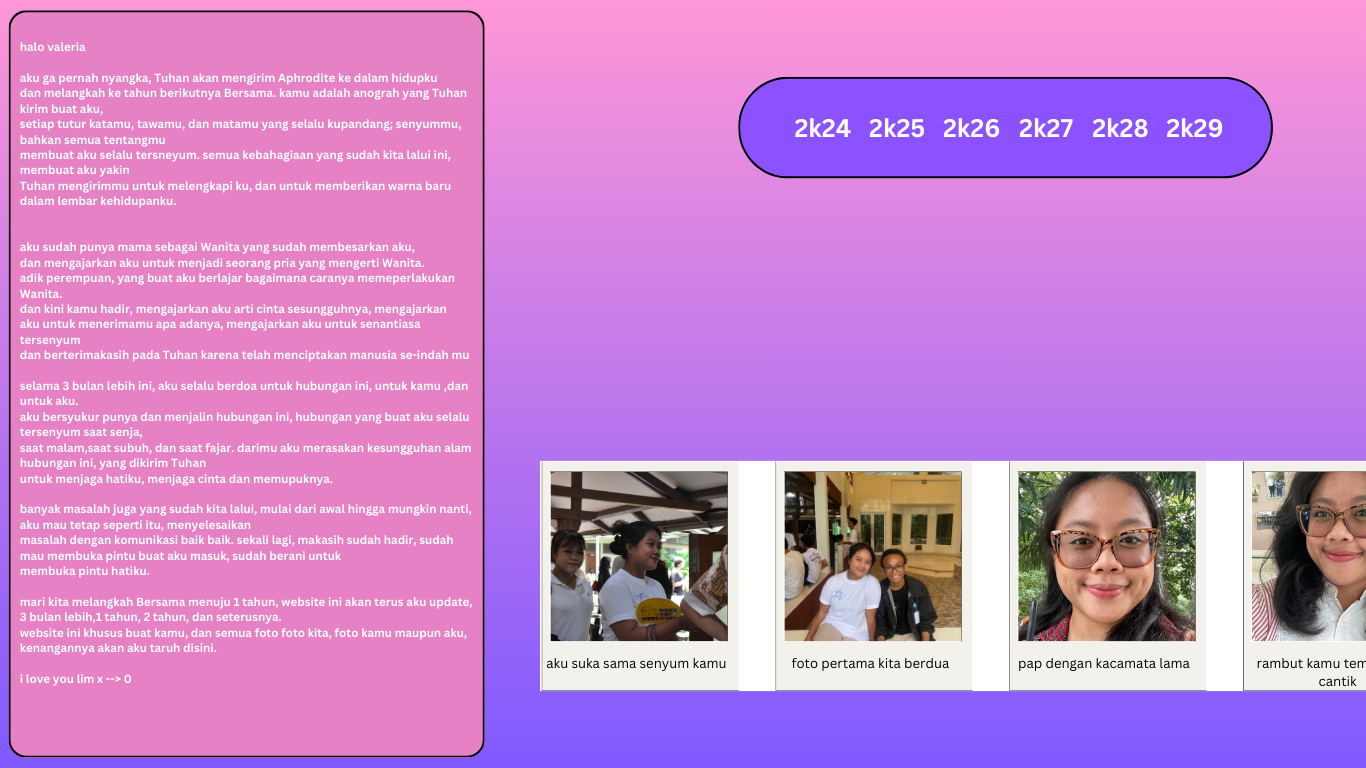 halo valeria
aku ga pernah nyangka, Tuhan akan mengirim Aphrodite ke dalam hidupku
dan melangkah ke tahun berikutnya Bersama. kamu adalah anograh yang Tuhan
kirim buat aku,
setiap tutur katamu, tawamu, dan matamu yang selalu kupandang; senyummu,
bahkan semua tentangmu
membuat aku selalu tersneyum. semua kebahagiaan yang sudah kita lalui ini,
membuat aku yakin
Tuhan mengirimmu untuk melengkapi ku, dan untuk memberikan warna baru
dalam lembar kehidupanku.
aku sudah punya mama sebagai Wanita yang sudah membesarkan aku,
dan mengajarkan aku untuk menjadi seorang pria yang mengerti Wanita.
adik perempuan, yang buat aku berlajar bagaimana caranya memeperlakukan
Wanita.
dan kini kamu hadir, mengajarkan aku arti cinta sesungguhnya, mengajarkan
aku untuk menerimamu apa adanya, mengajarkan aku untuk senantiasa
tersenyum
dan berterimakasih pada Tuhan karena telah menciptakan manusia se-indah mu
selama 3 bulan lebih ini, aku selalu berdoa untuk hubungan ini, untuk kamu ,dan
untuk aku.
aku bersyukur punya dan menjalin hubungan ini, hubungan yang buat aku selalu
tersenyum saat senja,
saat malam,saat subuh, dan saat fajar. darimu aku merasakan kesungguhan alam
hubungan ini, yang dikirim Tuhan
untuk menjaga hatiku, menjaga cinta dan memupuknya.
banyak masalah juga yang sudah kita lalui, mulai dari awal hingga mungkin nanti,
aku mau tetap seperti itu, menyelesaikan
masalah dengan komunikasi baik baik. sekali lagi, makasih sudah hadir, sudah
mau membuka pintu buat aku masuk, sudah berani untuk
membuka pintu hatiku.
mari kita melangkah Bersama menuju 1 tahun, website ini akan terus aku update,
3 bulan lebih,1 tahun, 2 tahun, dan seterusnya.
website ini khusus buat kamu, dan semua foto foto kita, foto kamu maupun aku,
kenangannya akan aku taruh disini.
i love you lim x --> 0
2k24 2k25 2k26 2k27 2k28 2k29
aku suka sama senyum kamu
foto pertama kita berdua
pap dengan kacamata lama
rambut kamu
cantik